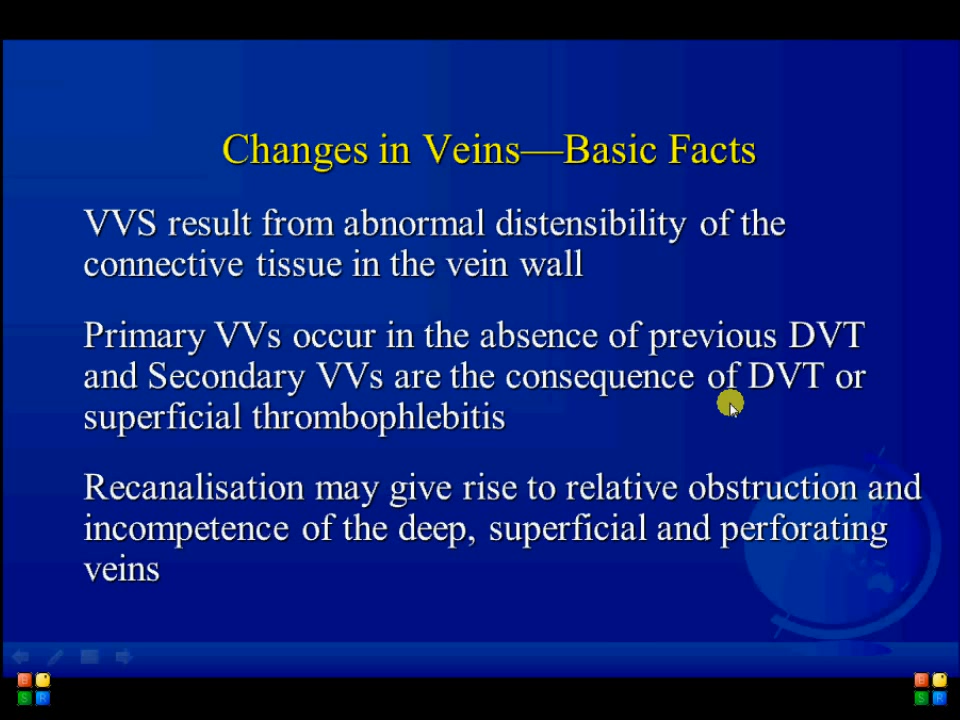 Changes in Veins—Basic Facts
VVS result from abnormal distensibility of the
connective tissue in the vein wall
Primary VVs occur in the absence of previous DVT
and Secondary VVs are the consequence of DVT or
superficial thrombophlebitis
Recanalisation may give rise to relative obstruction and
incompetence of the deep, superficial and perforating
veins
B
S R
B
S R